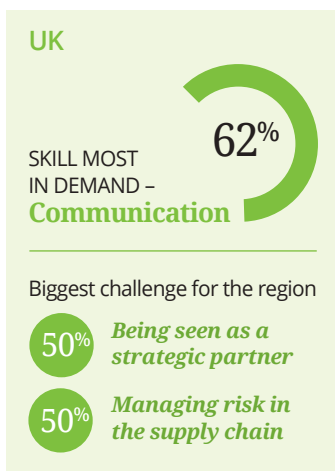 UK
62%
SKILL MOST
IN DEMAND –
Communication
Biggest challenge for the region
50%
Being seen as a
strategic partner
50%
Managing risk in
the supply chain